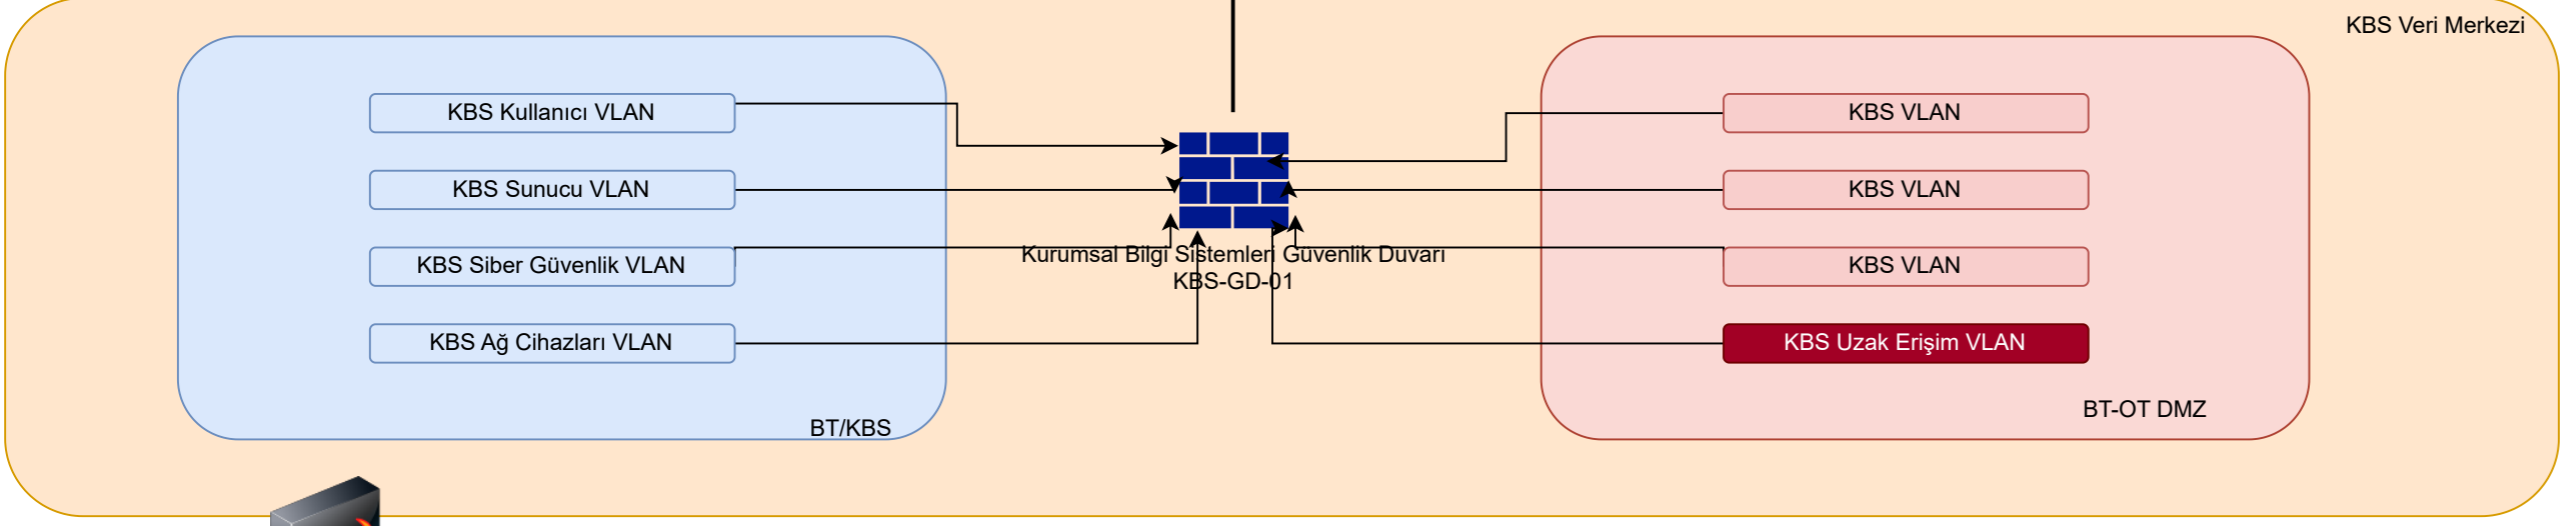 KBS Veri Merkezi
KBS Kullanıcı VLAN
KBS Sunucu VLAN
KBS Siber Güvenlik VLAN
KBS Ağ Cihazları VLAN
BT/KBS
Kurumsal Bilgi Sistemleri Güvenlik Duvarı
KBS-GD-01
KBS VLAN
KBS VLAN
KBS VLAN
KBS Uzak Erişim VLAN
BT-OT DMZ